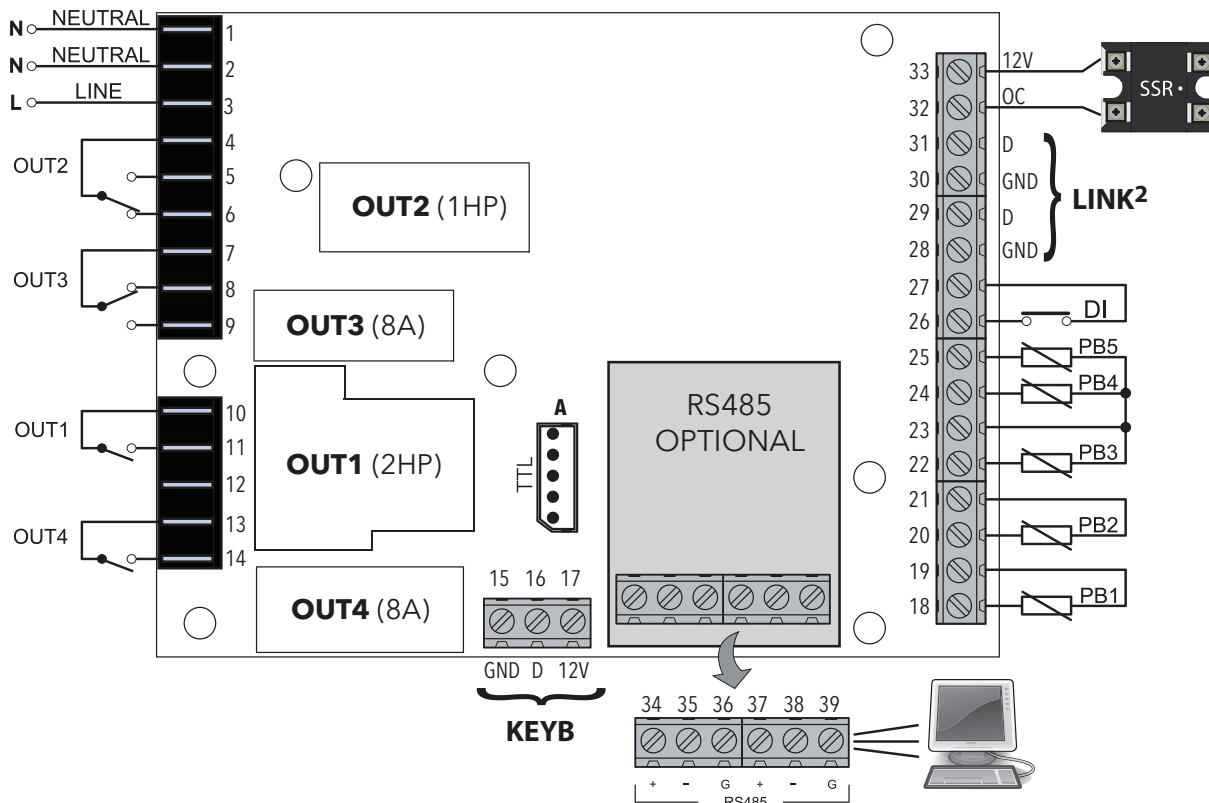 N NEUTRAL 1
N NEUTRAL 2
L LINE 3
4
OUT2 5
6
7
OUT3 8
9
10
OUT1 11
12
13
OUT4 14
OUT2 (1HP)
OUT3 (8A)
OUT1 (2HP)
OUT4 (8A)
A
TTL
RS485
OPTIONAL
15 16 17
GND D 12V
KEYB
34 35 36 37 38 39
+ - G + - G
RS485
33 12V
32 OC
31 D
30 GND
29 D
28 GND
LINK2
SSR
27
26 DI
25 PB5
24 PB4
23
22 PB3
21
20 PB2
19
18 PB1